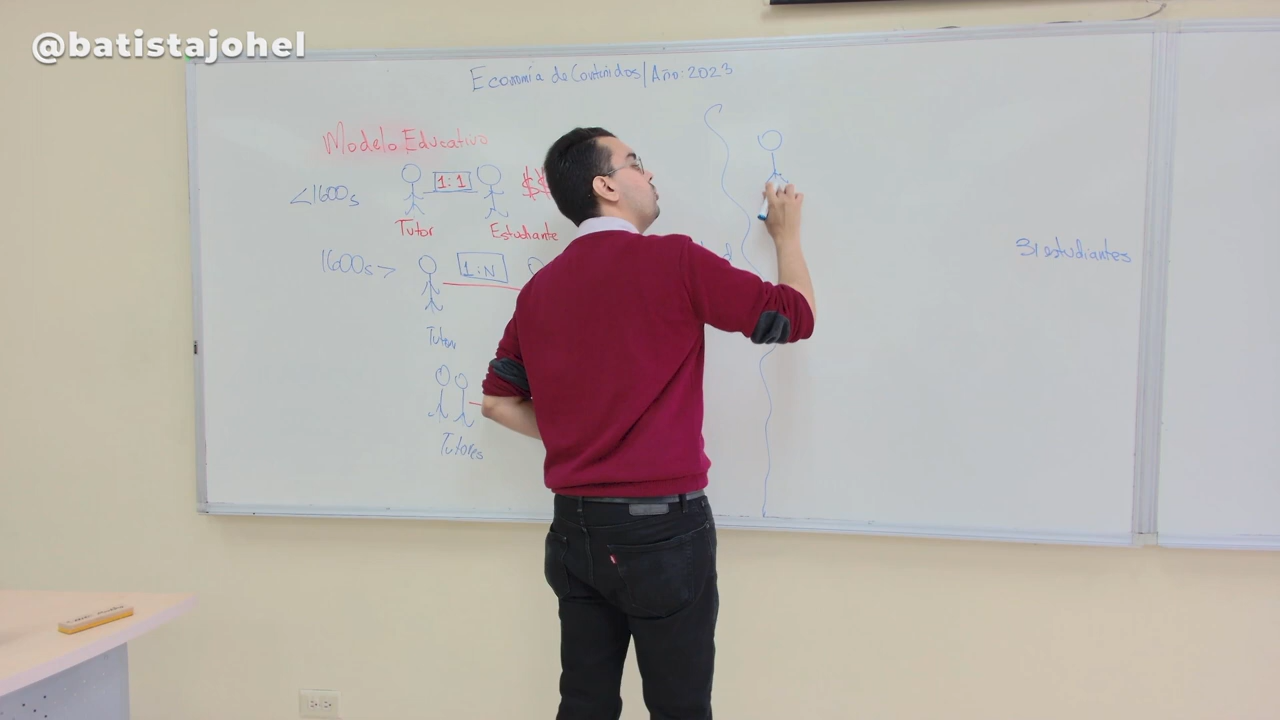 @batistajohel
Economía de Contenidos | Año: 2023
Modelo Educativo
<1600s
1:1
$$
Tutor
Estudiante
1600s>
1:N
Tutor
31 estudiantes
Tutores